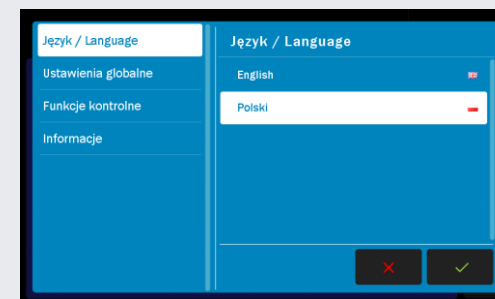 Język / Language
Ustawienia globalne
Funkcje kontrolne
Informacje
Język / Language
English
Polski